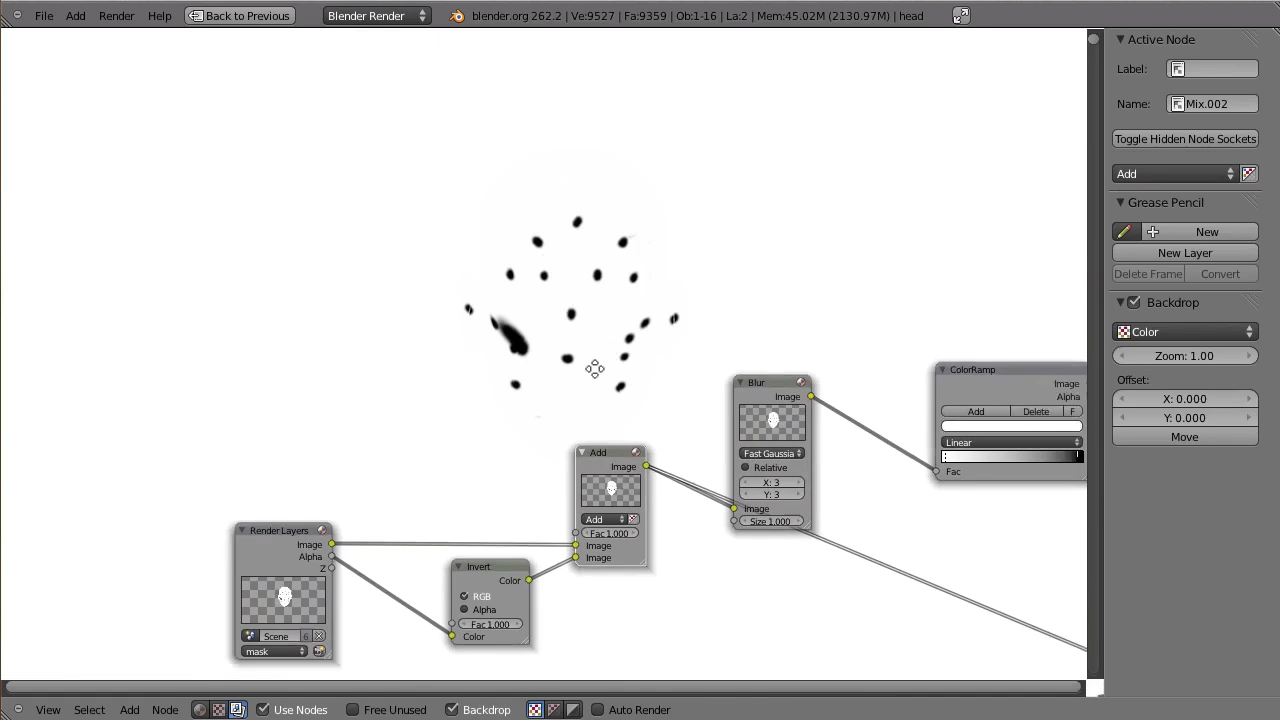 File Add Render Help Back to Previous Blender Render blender.org 262.2 | Ve:9527 | Fa:9359 | Ob:1-16 | La:2 | Mem:45.02M (2130.97M) | head
Active Node
Label:
Name: Mix.002
Toggle Hidden Node Sockets
Add
Grease Pencil
New
New Layer
Delete Frame Convert
Backdrop
Color
Zoom: 1.00
Offset:
X: 0.000
Y: 0.000
Move
ColorRamp
Image
Alpha
Add Delete F
Linear
Fac
Blur
Image
Fast Gaussia
Relative
X: 3
Y: 3
Image
Size 1.000
Add
Image
Add
Fac 1.000
Image
Image
Render Layers
Image
Alpha
Z
Scene 6
mask
Invert
Color
RGB
Alpha
Fac 1.000
Color
View Select Add Node Use Nodes Free Unused Backdrop Auto Render